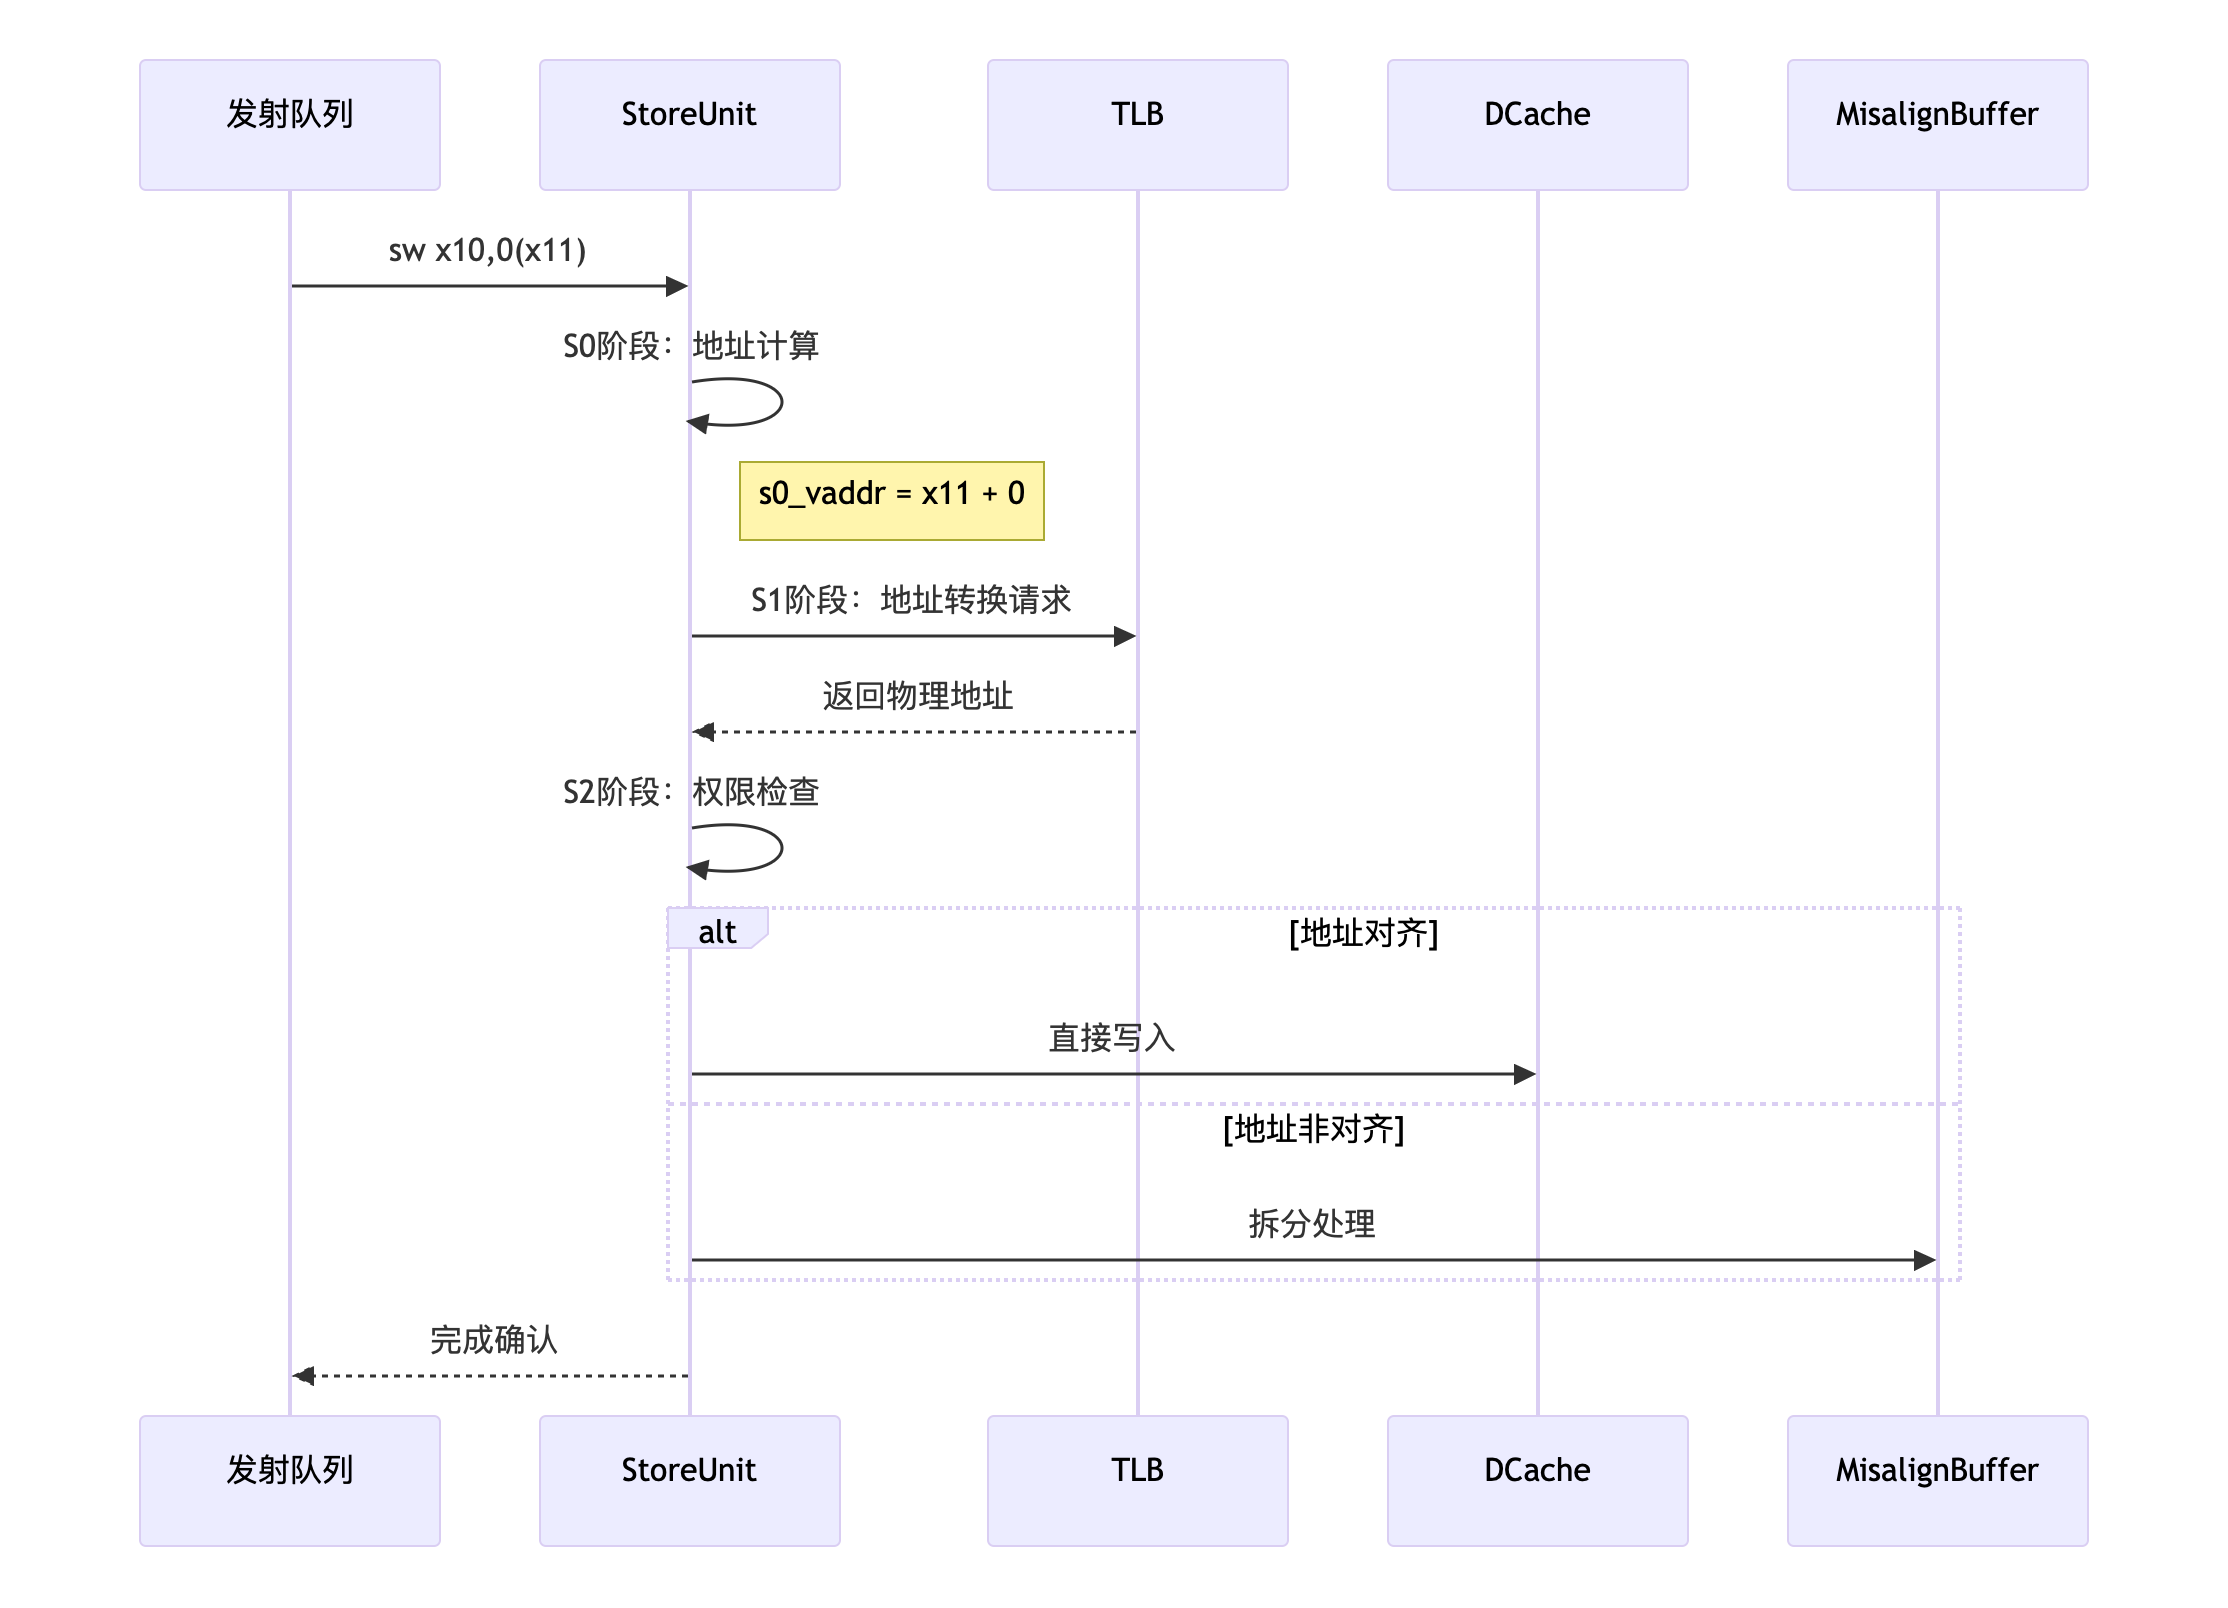 发射队列
StoreUnit
TLB
DCache
MisalignBuffer
sw x10,0(x11)
S0阶段：地址计算
s0_vaddr = x11 + 0
S1阶段：地址转换请求
返回物理地址
S2阶段：权限检查
alt
[地址对齐]
直接写入
[地址非对齐]
拆分处理
完成确认
发射队列
StoreUnit
TLB
DCache
MisalignBuffer